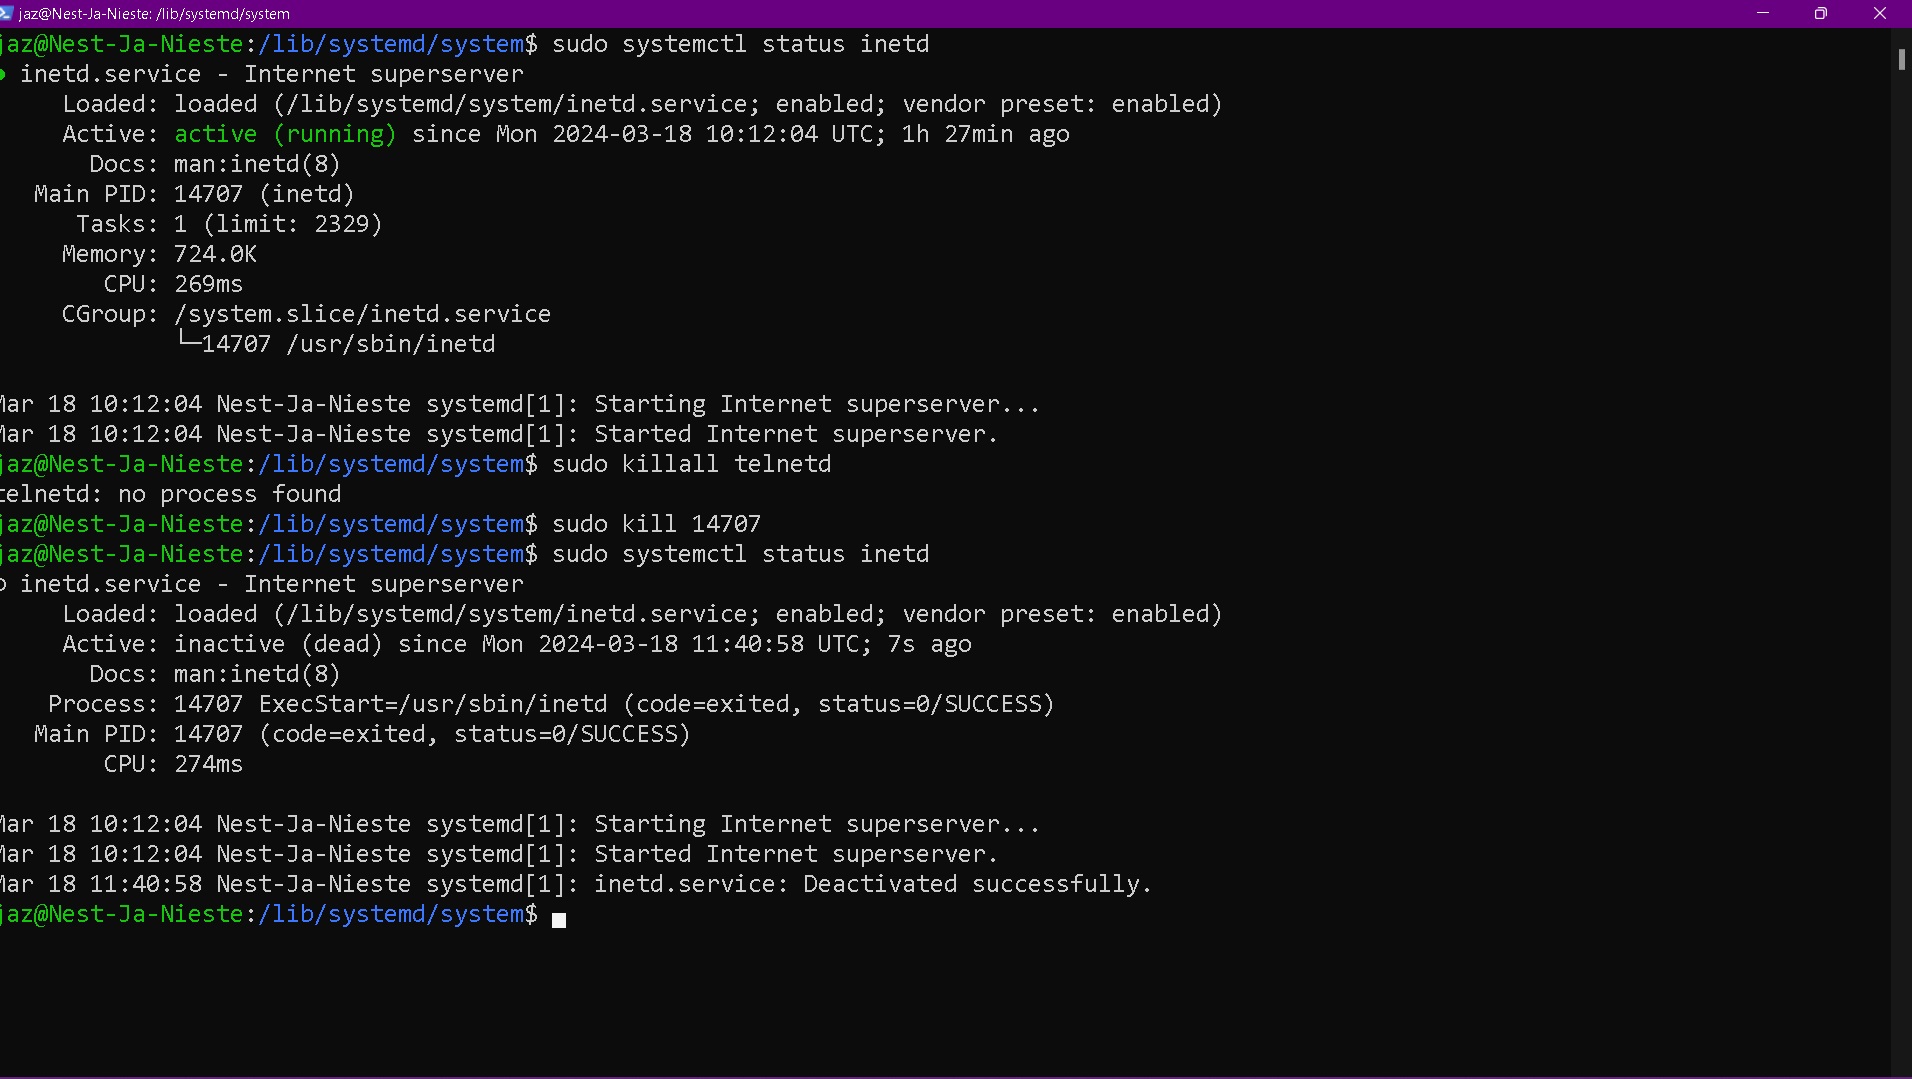 jaz@Nest-Ja-Nieste: /lib/systemd/system
jaz@Nest-Ja-Nieste:/lib/systemd/system$ sudo systemctl status inetd
● inetd.service - Internet superserver
Loaded: loaded (/lib/systemd/system/inetd.service; enabled; vendor preset: enabled)
Active: active (running) since Mon 2024-03-18 10:12:04 UTC; 1h 27min ago
Docs: man:inetd(8)
Main PID: 14707 (inetd)
Tasks: 1 (limit: 2329)
Memory: 724.0K
CPU: 269ms
CGroup: /system.slice/inetd.service
└─14707 /usr/sbin/inetd
Mar 18 10:12:04 Nest-Ja-Nieste systemd[1]: Starting Internet superserver...
Mar 18 10:12:04 Nest-Ja-Nieste systemd[1]: Started Internet superserver.
jaz@Nest-Ja-Nieste:/lib/systemd/system$ sudo killall telnetd
telnetd: no process found
jaz@Nest-Ja-Nieste:/lib/systemd/system$ sudo kill 14707
jaz@Nest-Ja-Nieste:/lib/systemd/system$ sudo systemctl status inetd
○ inetd.service - Internet superserver
Loaded: loaded (/lib/systemd/system/inetd.service; enabled; vendor preset: enabled)
Active: inactive (dead) since Mon 2024-03-18 11:40:58 UTC; 7s ago
Docs: man:inetd(8)
Process: 14707 ExecStart=/usr/sbin/inetd (code=exited, status=0/SUCCESS)
Main PID: 14707 (code=exited, status=0/SUCCESS)
CPU: 274ms
Mar 18 10:12:04 Nest-Ja-Nieste systemd[1]: Starting Internet superserver...
Mar 18 10:12:04 Nest-Ja-Nieste systemd[1]: Started Internet superserver.
Mar 18 11:40:58 Nest-Ja-Nieste systemd[1]: inetd.service: Deactivated successfully.
jaz@Nest-Ja-Nieste:/lib/systemd/system$